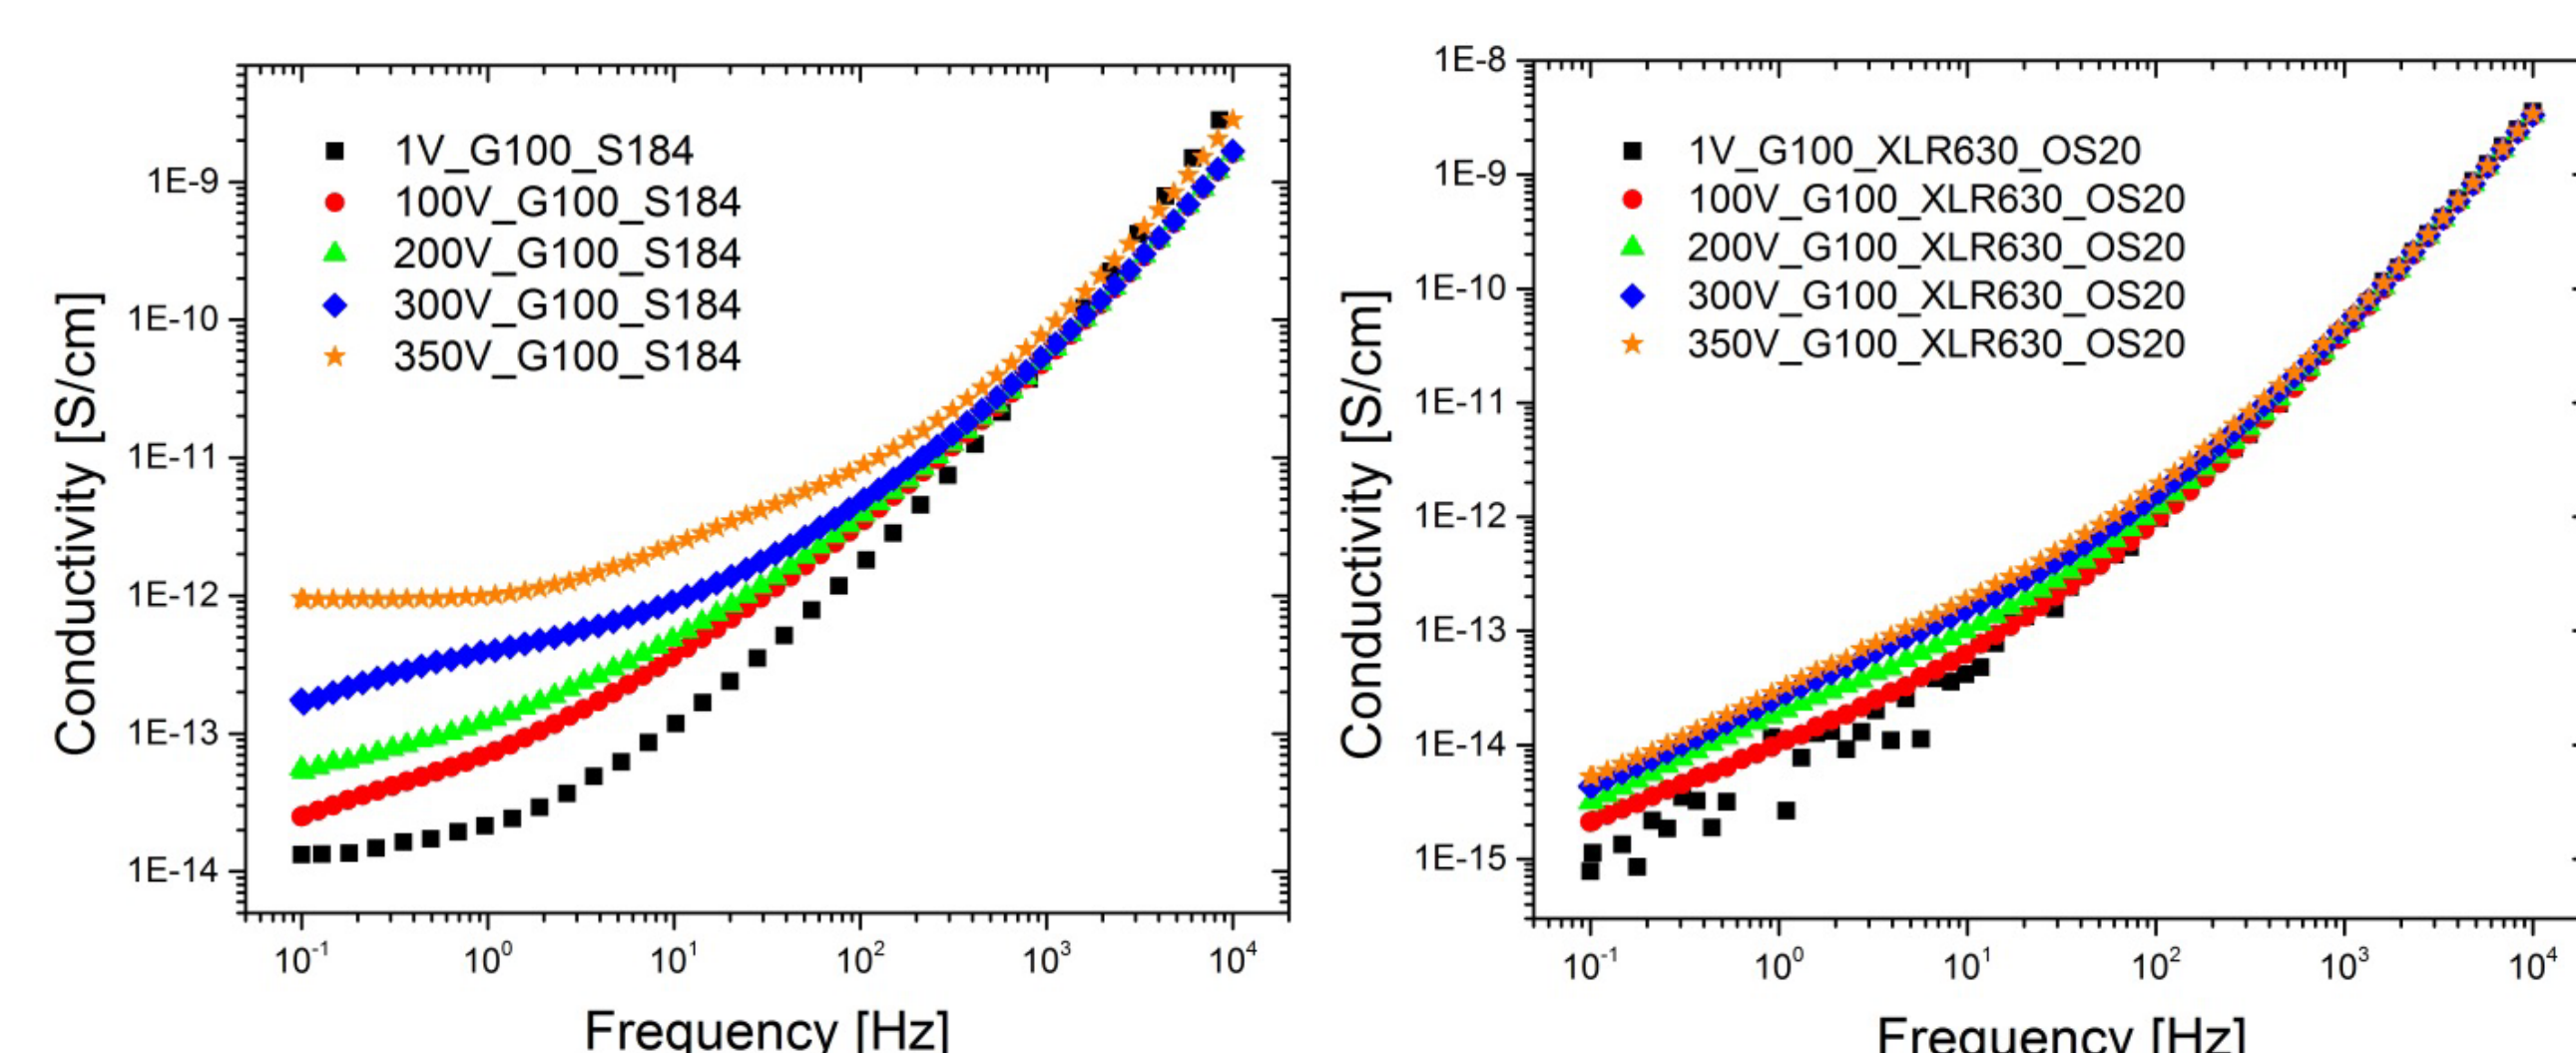 1V_G100_S184
100V_G100_S184
200V_G100_S184
300V_G100_S184
350V_G100_S184
Conductivity [S/cm]
1E-9
1E-10
1E-11
1E-12
1E-13
1E-14
10⁻¹ 10⁰ 10¹ 10² 10³ 10⁴
Frequency [Hz]
1V_G100_XLR630_OS20
100V_G100_XLR630_OS20
200V_G100_XLR630_OS20
300V_G100_XLR630_OS20
350V_G100_XLR630_OS20
Conductivity [S/cm]
1E-8
1E-9
1E-10
1E-11
1E-12
1E-13
1E-14
1E-15
10⁻¹ 10⁰ 10¹ 10² 10³ 10⁴
Frequency [Hz]